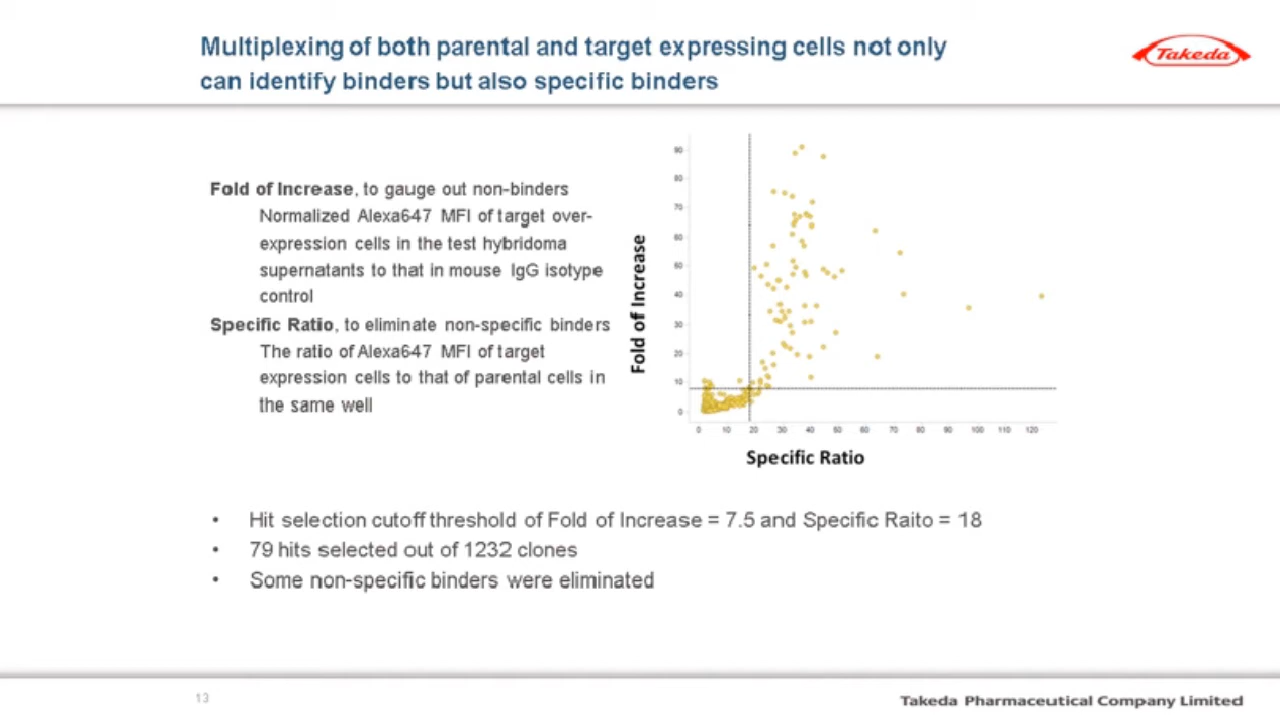 Multiplexing of both parental and target expressing cells not only
can identify binders but also specific binders
Takeda
Fold of Increase, to gauge out non-binders
Normalized Alexa647 MFI of target over-
expression cells in the test hybridoma
supernatants to that in mouse IgG isotype
control
Specific Ratio, to eliminate non-specific binders
The ratio of Alexa647 MFI of target
expression cells to that of parental cells in
the same well
Fold of Increase
90
80
70
60
50
40
30
20
10
0
0 10 20 30 40 50 60 70 80 90 100 110 120
Specific Ratio
• Hit selection cutoff threshold of Fold of Increase = 7.5 and Specific Raito = 18
• 79 hits selected out of 1232 clones
• Some non-specific binders were eliminated
13
Takeda Pharmaceutical Company Limited